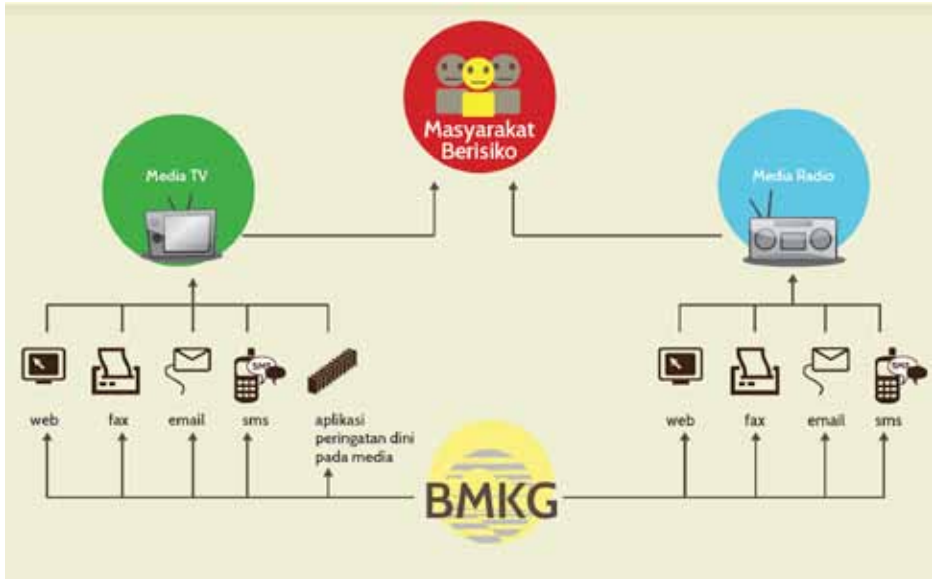 Masyarakat
Berisiko
Media TV
Media Radio
SMS
SMS
web
fax
email
sms
aplikasi
peringatan dini
pada media
web
fax
email
sms
BMKG